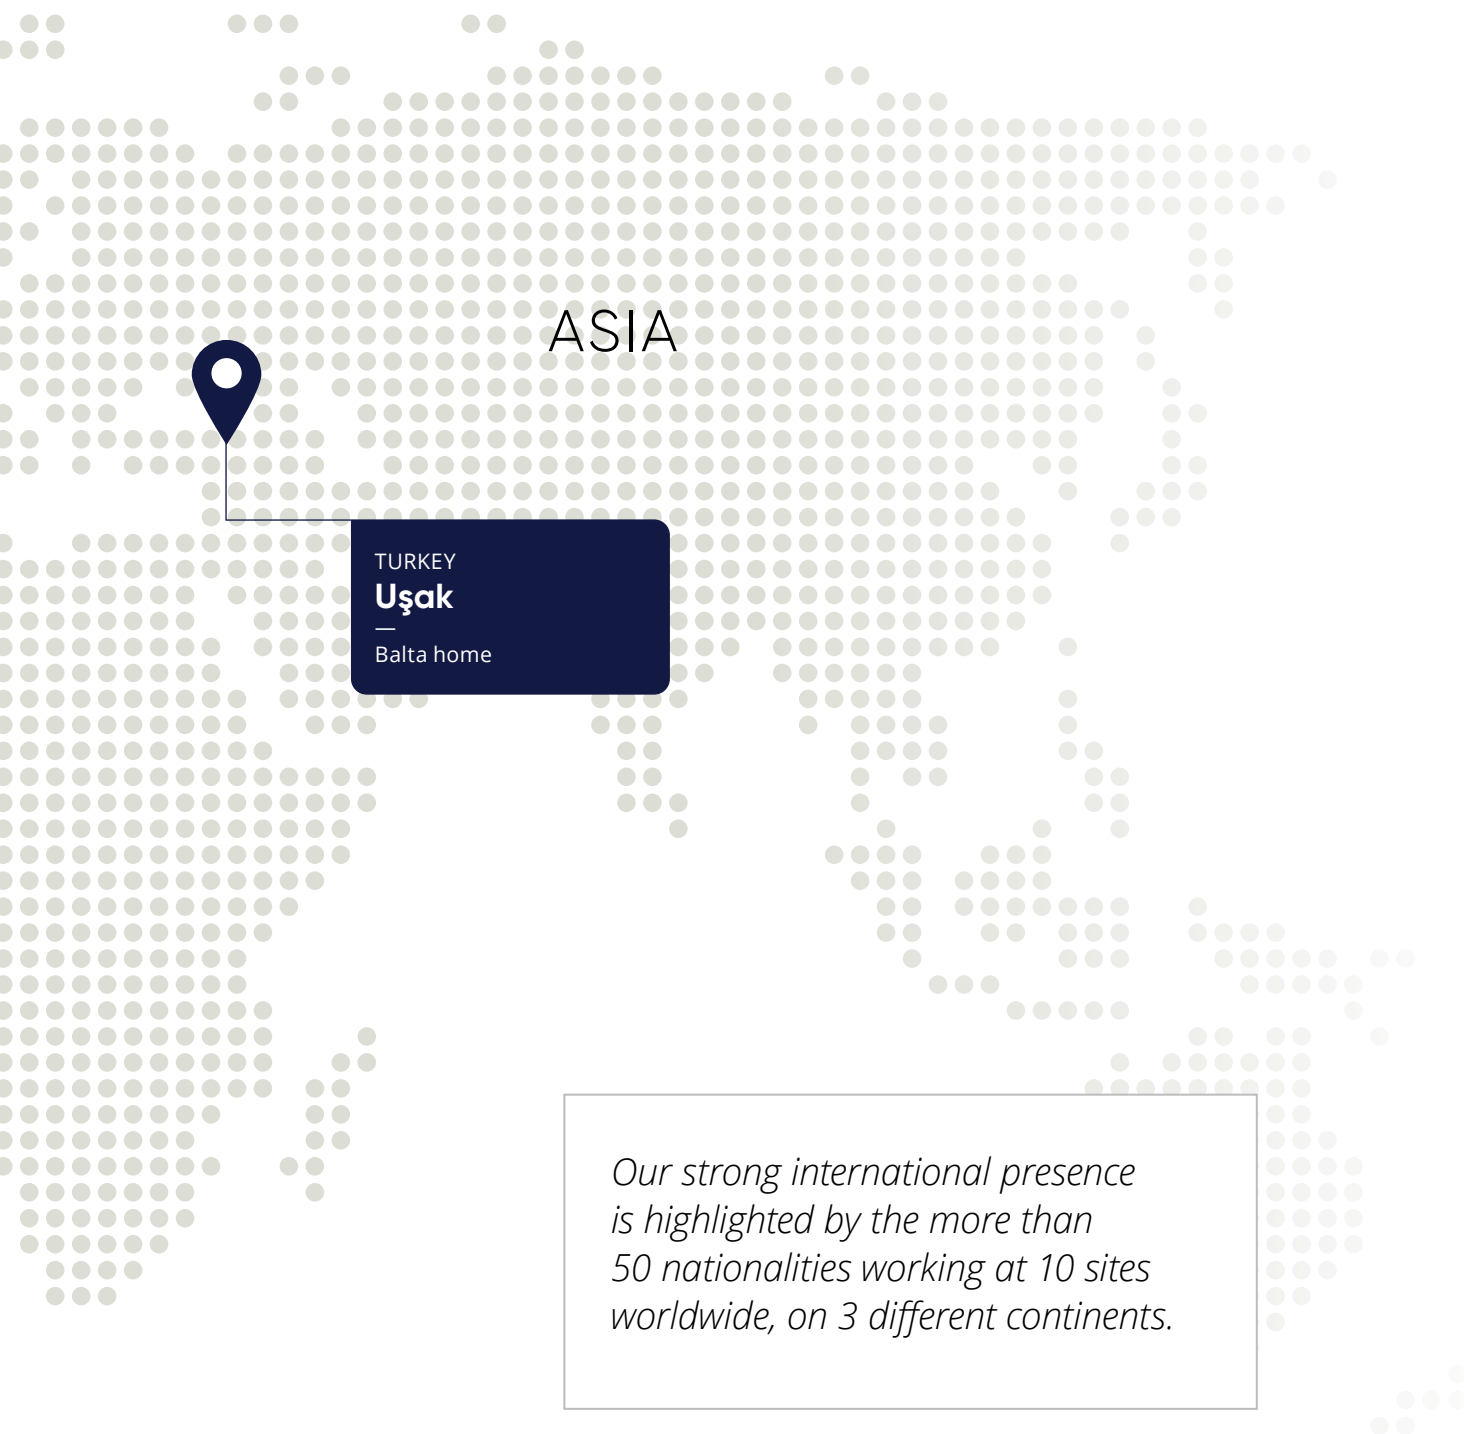 ASIA
TURKEY
Uşak
—
Balta home
Our strong international presence
is highlighted by the more than
50 nationalities working at 10 sites
worldwide, on 3 different continents.